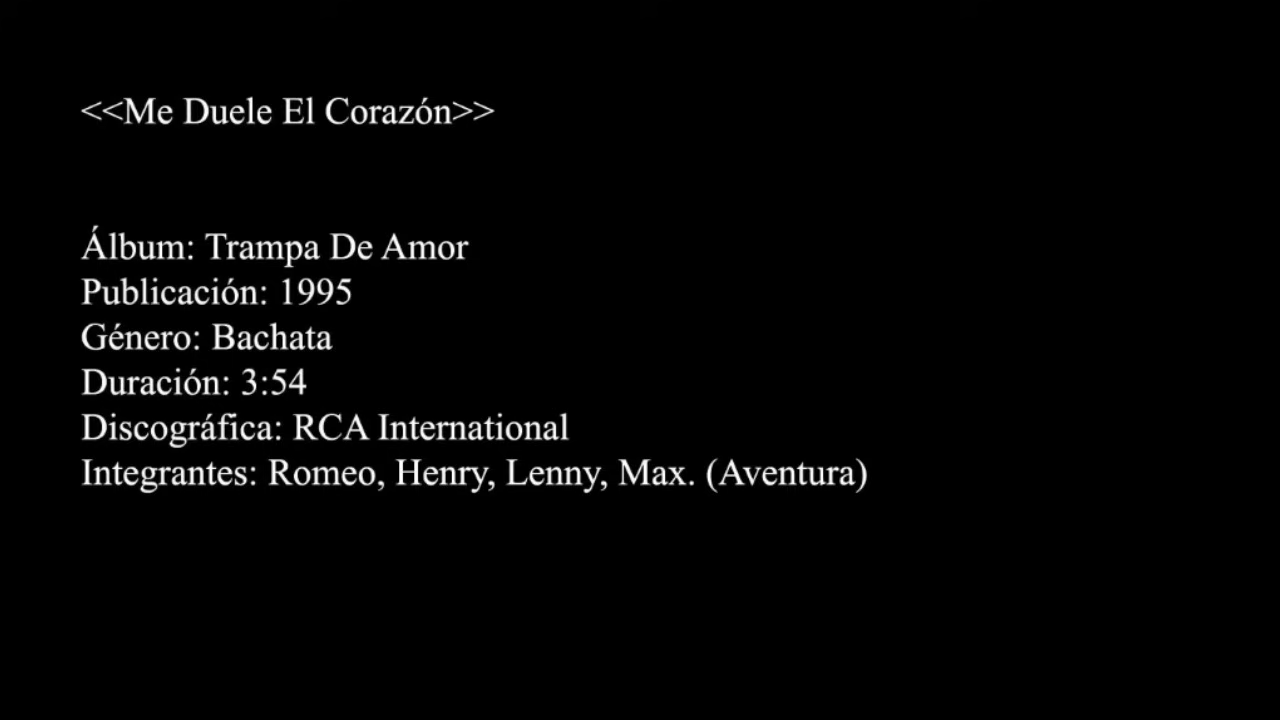 <<Me Duele El Corazón>>
Álbum: Trampa De Amor
Publicación: 1995
Género: Bachata
Duración: 3:54
Discográfica: RCA International
Integrantes: Romeo, Henry, Lenny, Max. (Aventura)